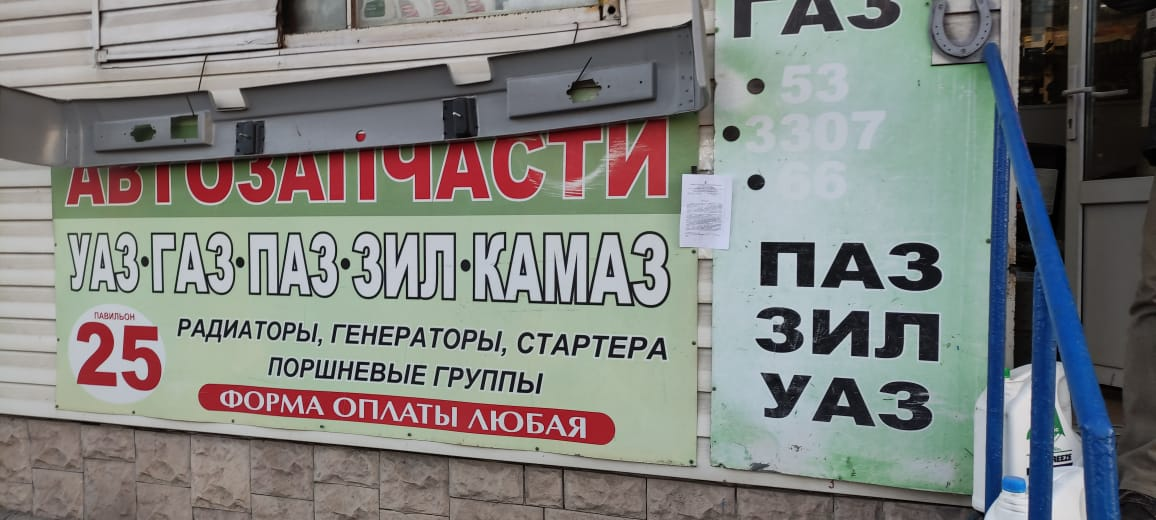 АВТОЗАПЧАСТИ
УАЗ·ГАЗ·ПАЗ·ЗИЛ·КАМАЗ
ПАВИЛЬОН
25
РАДИАТОРЫ, ГЕНЕРАТОРЫ, СТАРТЕРА
ПОРШНЕВЫЕ ГРУППЫ
ФОРМА ОПЛАТЫ ЛЮБАЯ
ГАЗ
• 53
• 3307
• 66
ПАЗ
ЗИЛ
УАЗ